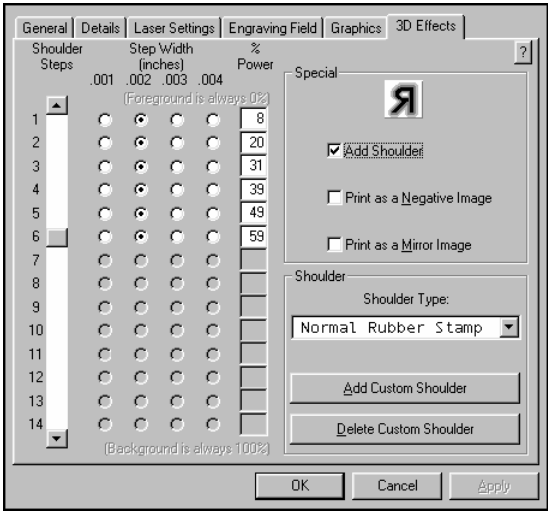 General Details Laser Settings Engraving Field Graphics 3D Effects
?
Shoulder Steps
Step Width (inches)
% Power
.001 .002 .003 .004
(Foreground is always 0%)
1 8
2 20
3 31
4 39
5 49
6 59
7
8
9
10
11
12
13
14
(Background is always 100%)
Special
R
Add Shoulder
Print as a Negative Image
Print as a Mirror Image
Shoulder
Shoulder Type:
Normal Rubber Stamp
Add Custom Shoulder
Delete Custom Shoulder
OK Cancel Apply